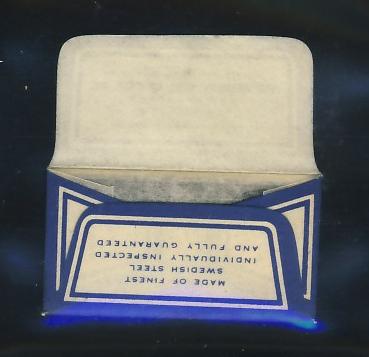 MADE OF FINEST
SWEDISH STEEL
INDIVIDUALLY INSPECTED
AND FULLY GUARANTEED